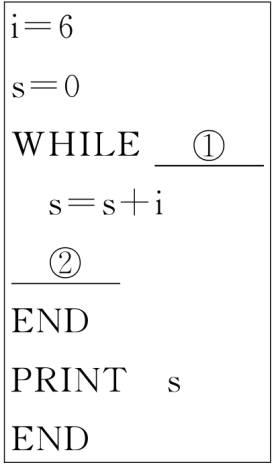 i=6
s=0
WHILE ①
s=s+i
②
END
PRINT s
END